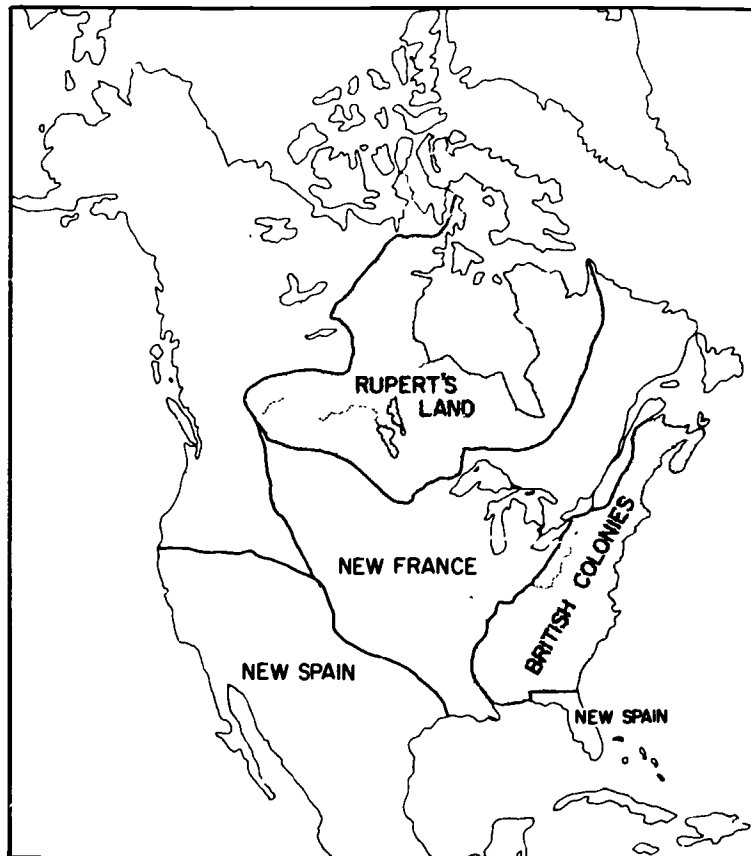 RUPERT'S
LAND
NEW FRANCE
BRITISH COLONIES
NEW SPAIN
NEW SPAIN